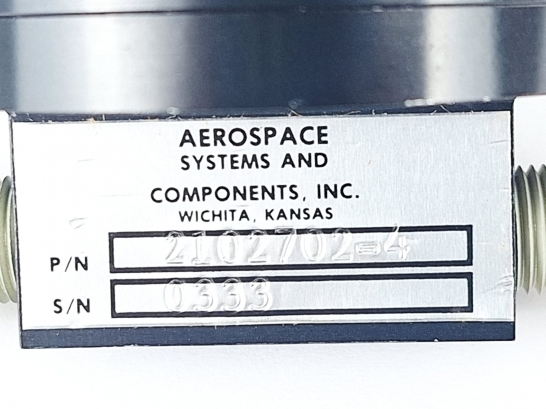 AEROSPACE
SYSTEMS AND
COMPONENTS, INC.
WICHITA, KANSAS
P/N 2102702-4
S/N 0333